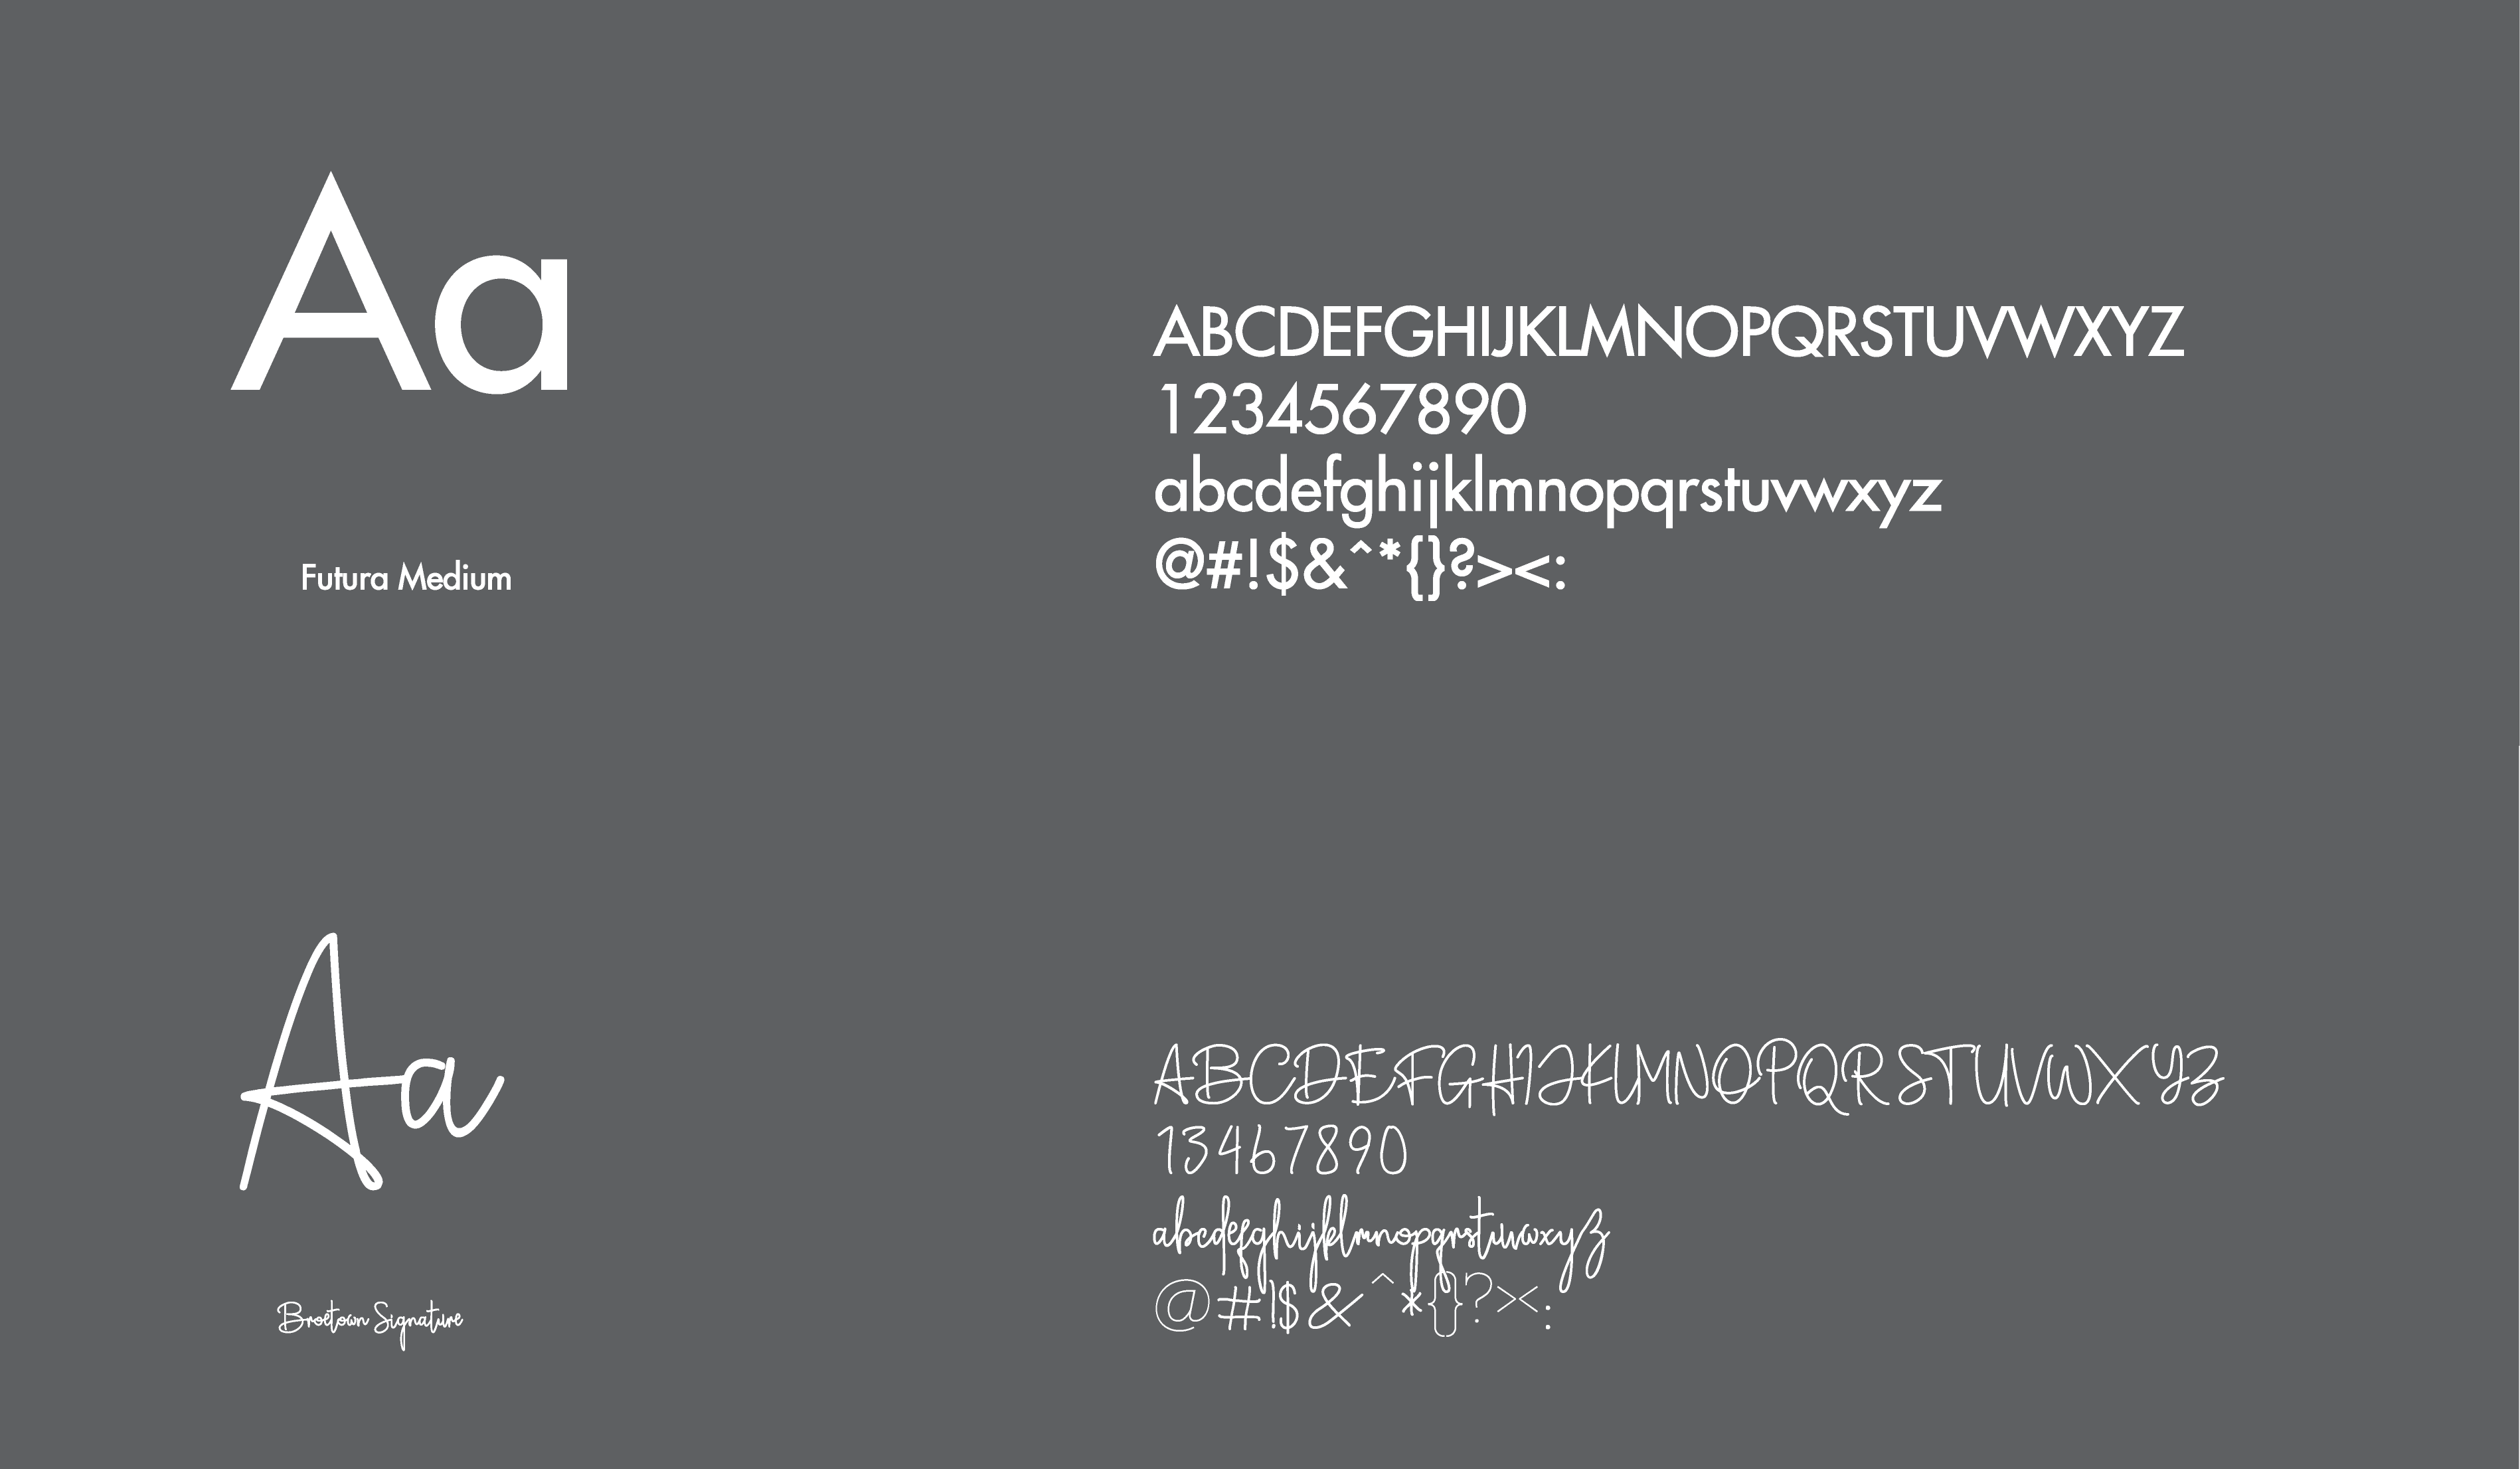 Aa
Futura Medium
ABCDEFGHIJKLMNOPQRSTUVWXYZ
1234567890
abcdefghijklmnopqrstuvwxyz
@#!$&^*{}?><:
Aa
Broetown Signature
ABCDEFGHIJKLMNOPQRSTUVWXYZ
13467890
abcdefghijklmnopqrstuvwxyz
@#!$&^*{}?><: